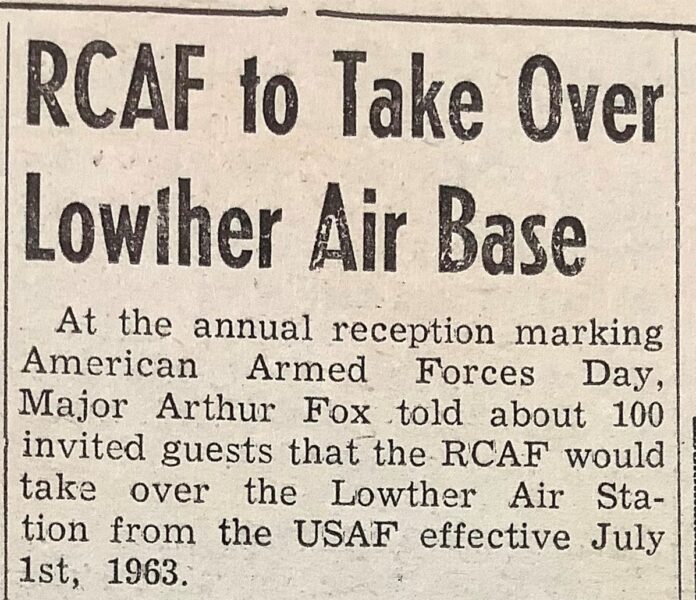 RCAF to Take Over
Lowther Air Base
At the annual reception marking
American Armed Forces Day,
Major Arthur Fox told about 100
invited guests that the RCAF would
take over the Lowther Air Sta-
tion from the USAF effective July
1st, 1963.